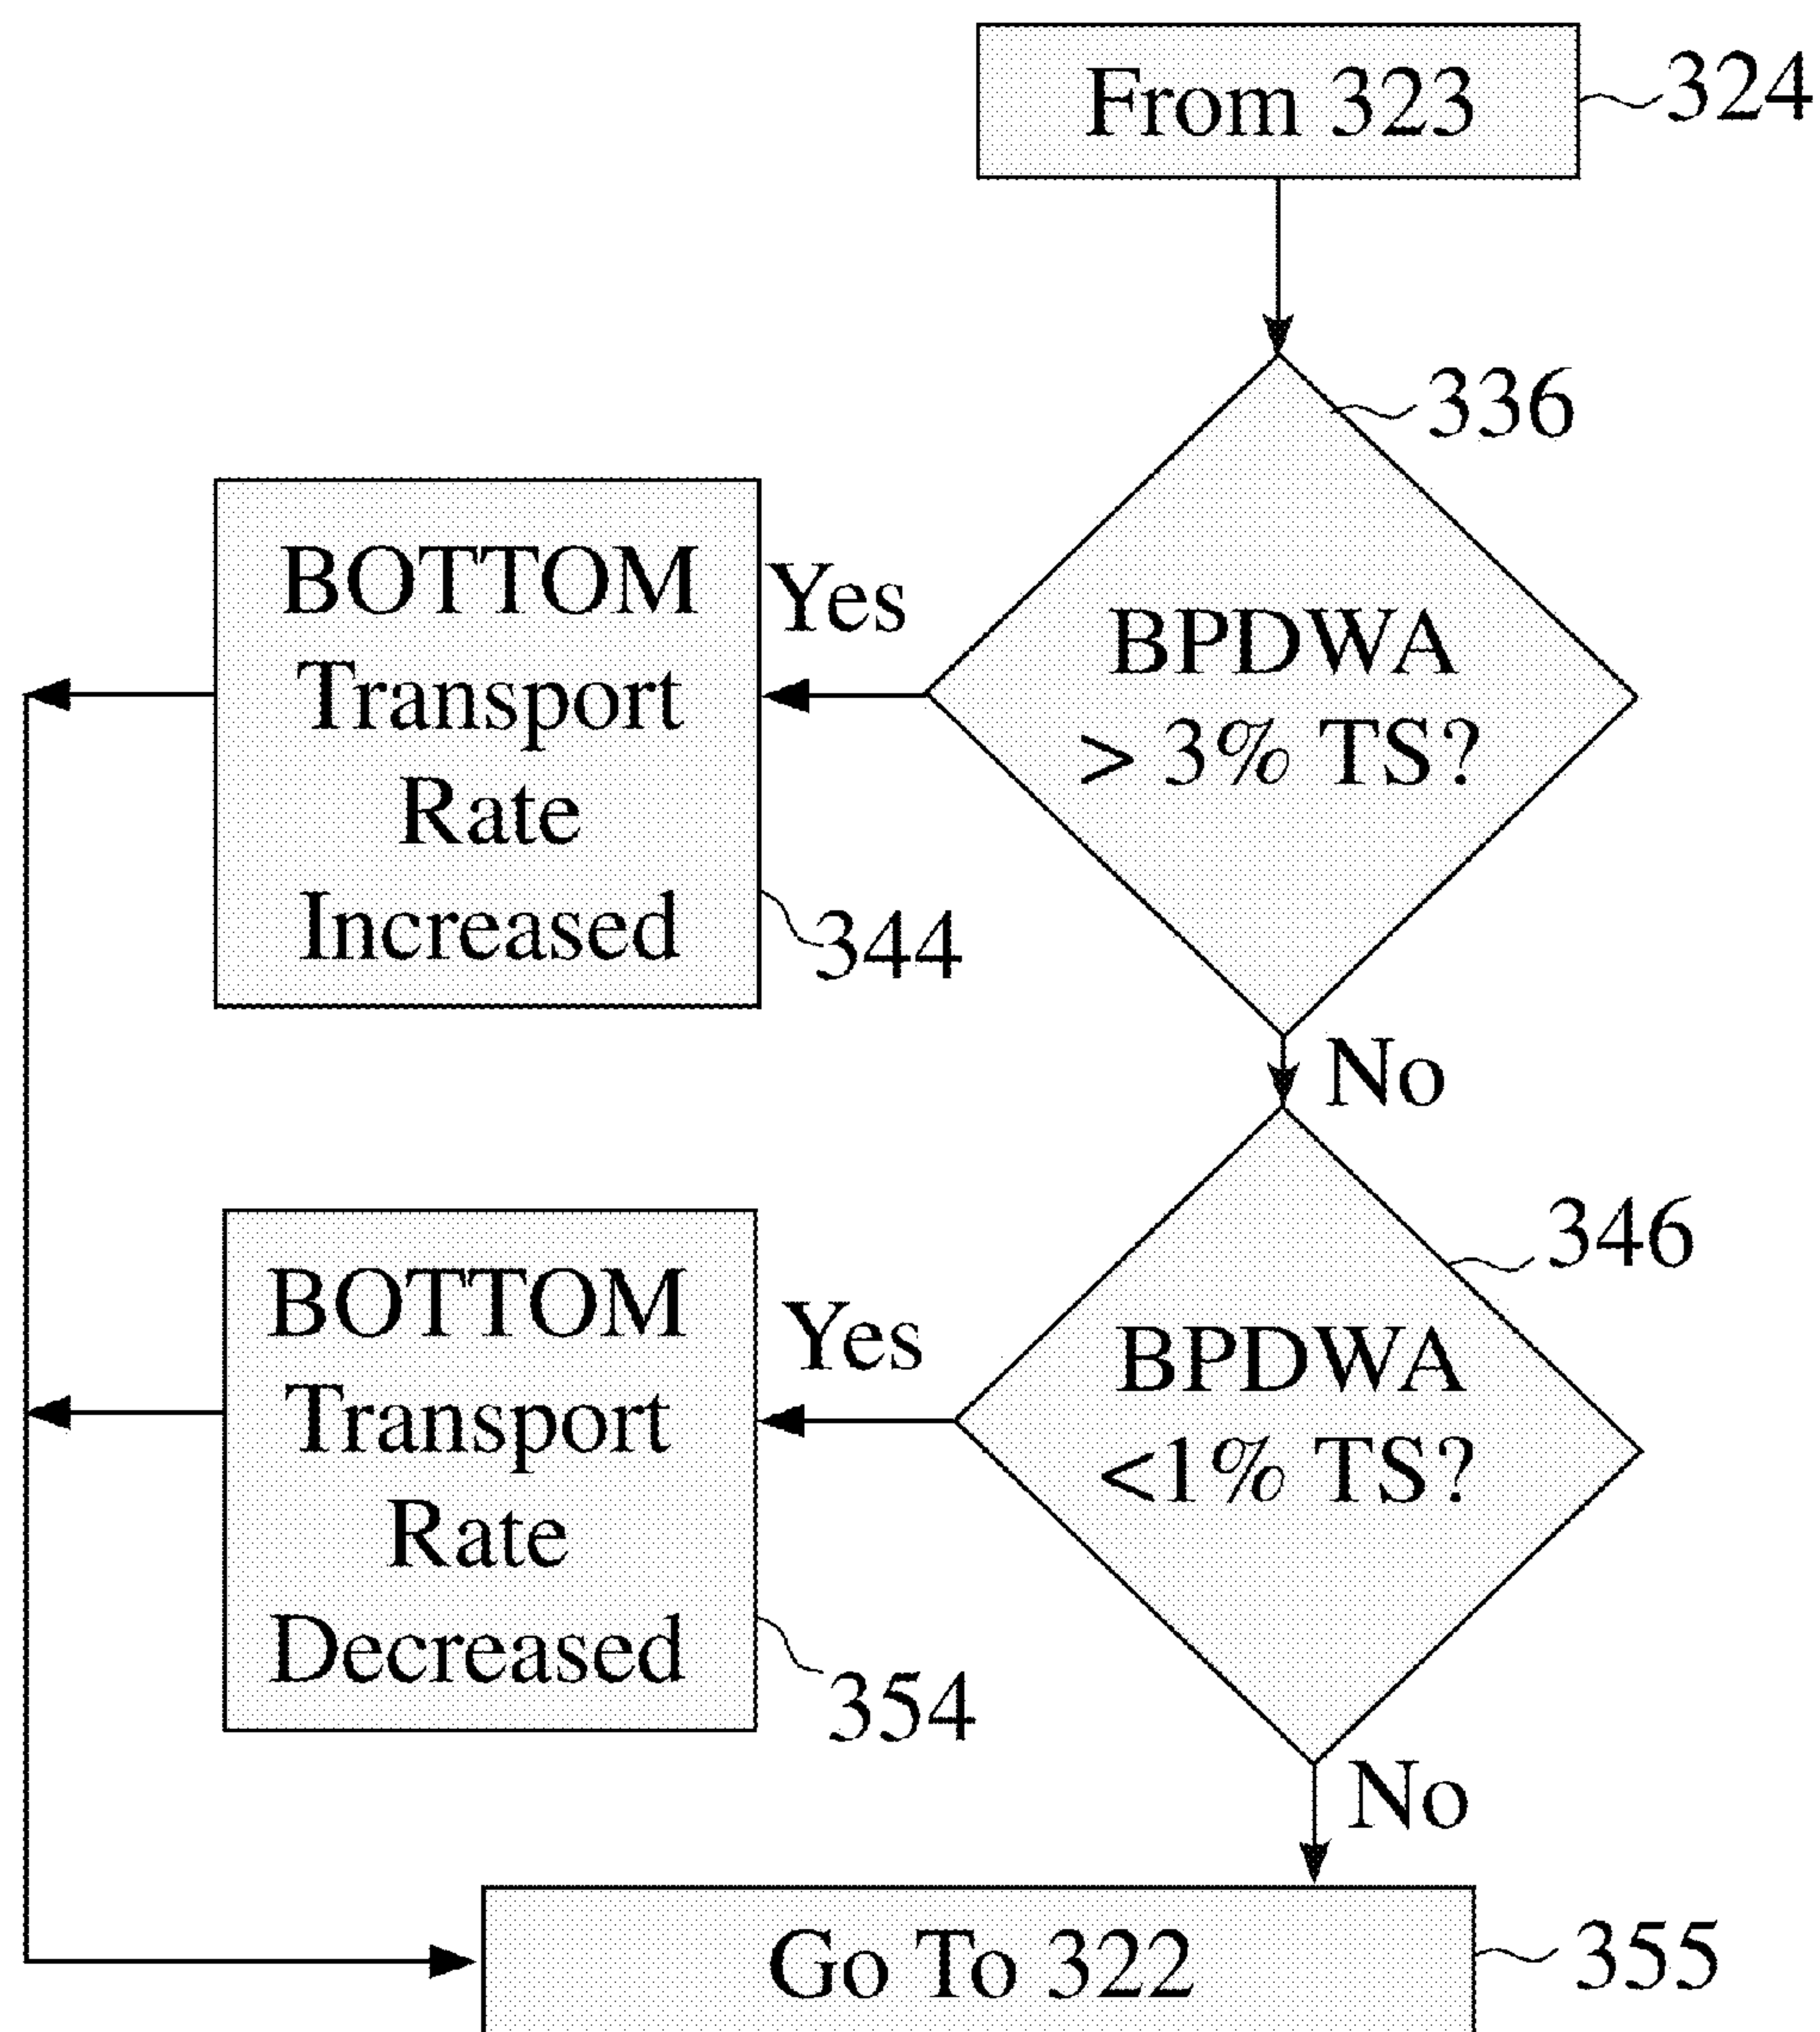 From 323
324
336
BPDWA
> 3% TS?
Yes
BOTTOM
Transport
Rate
Increased
344
No
346
BPDWA
<1% TS?
Yes
BOTTOM
Transport
Rate
Decreased
354
No
Go To 322
355